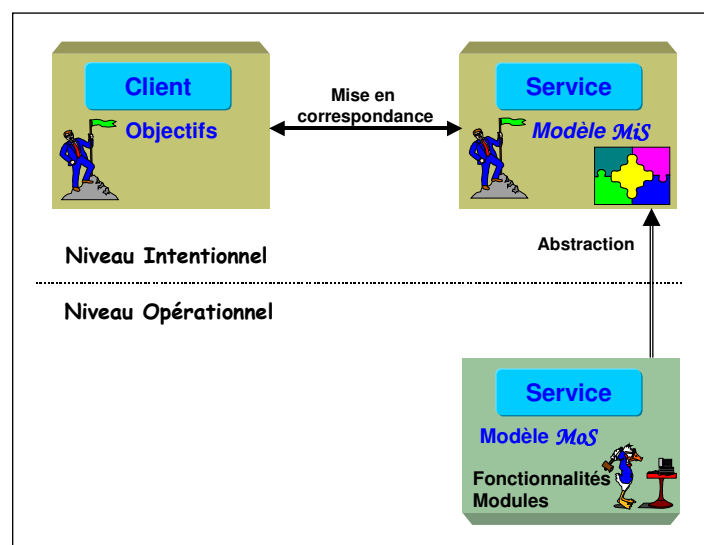 Client
Objectifs
Mise en
correspondance
Service
Modèle MiS
Abstraction
Niveau Intentionnel
Niveau Opérationnel
Service
Modèle MoS
Fonctionnalités
Modules